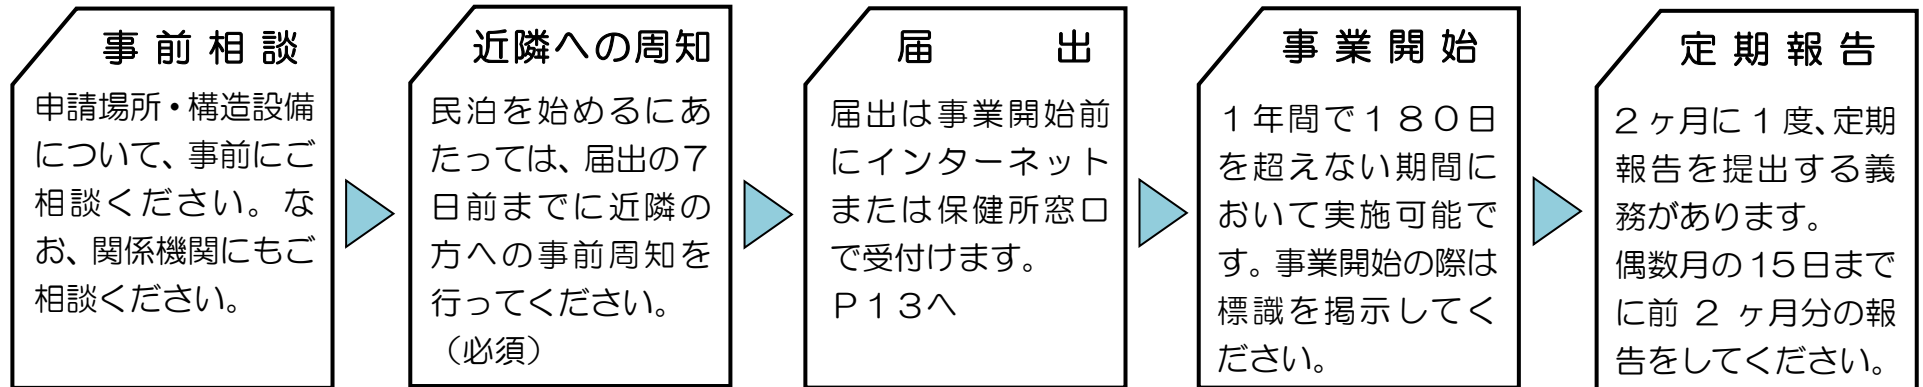 事前相談
申請場所・構造設備
について、事前にご
相談ください。な
お、関係機関にもご
相談ください。
近隣への周知
民泊を始めるにあ
たっては、届出の７
日前までに近隣の
方への事前周知を
行ってください。
（必須）
届出
届出は事業開始前
にインターネット
または保健所窓口
で受付けます。
Ｐ１３へ
事業開始
１年間で１８０日
を超えない期間に
おいて実施可能で
す。事業開始の際は
標識を掲示してく
ださい。
定期報告
２ヶ月に１度、定期
報告を提出する義
務があります。
偶数月の15日まで
に前２ヶ月分の報
告をしてください。